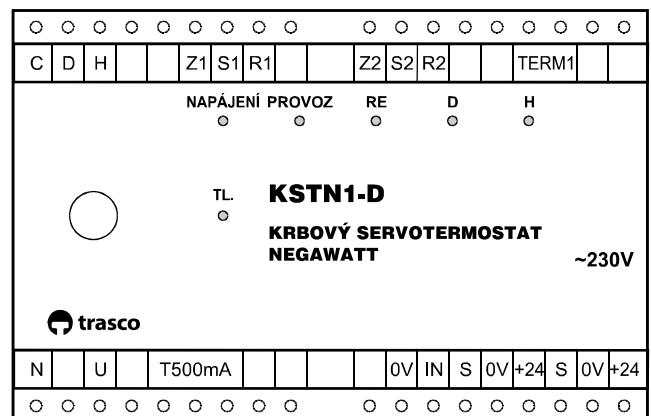 C D H Z1 S1 R1 Z2 S2 R2 TERM1
NAPÁJENÍ PROVOZ RE D H
TL. KSTN1-D
KRBOVÝ SERVOTERMOSTAT
NEGAWATT
~230V
trasco
N U T500mA 0V IN S 0V +24 S 0V +24